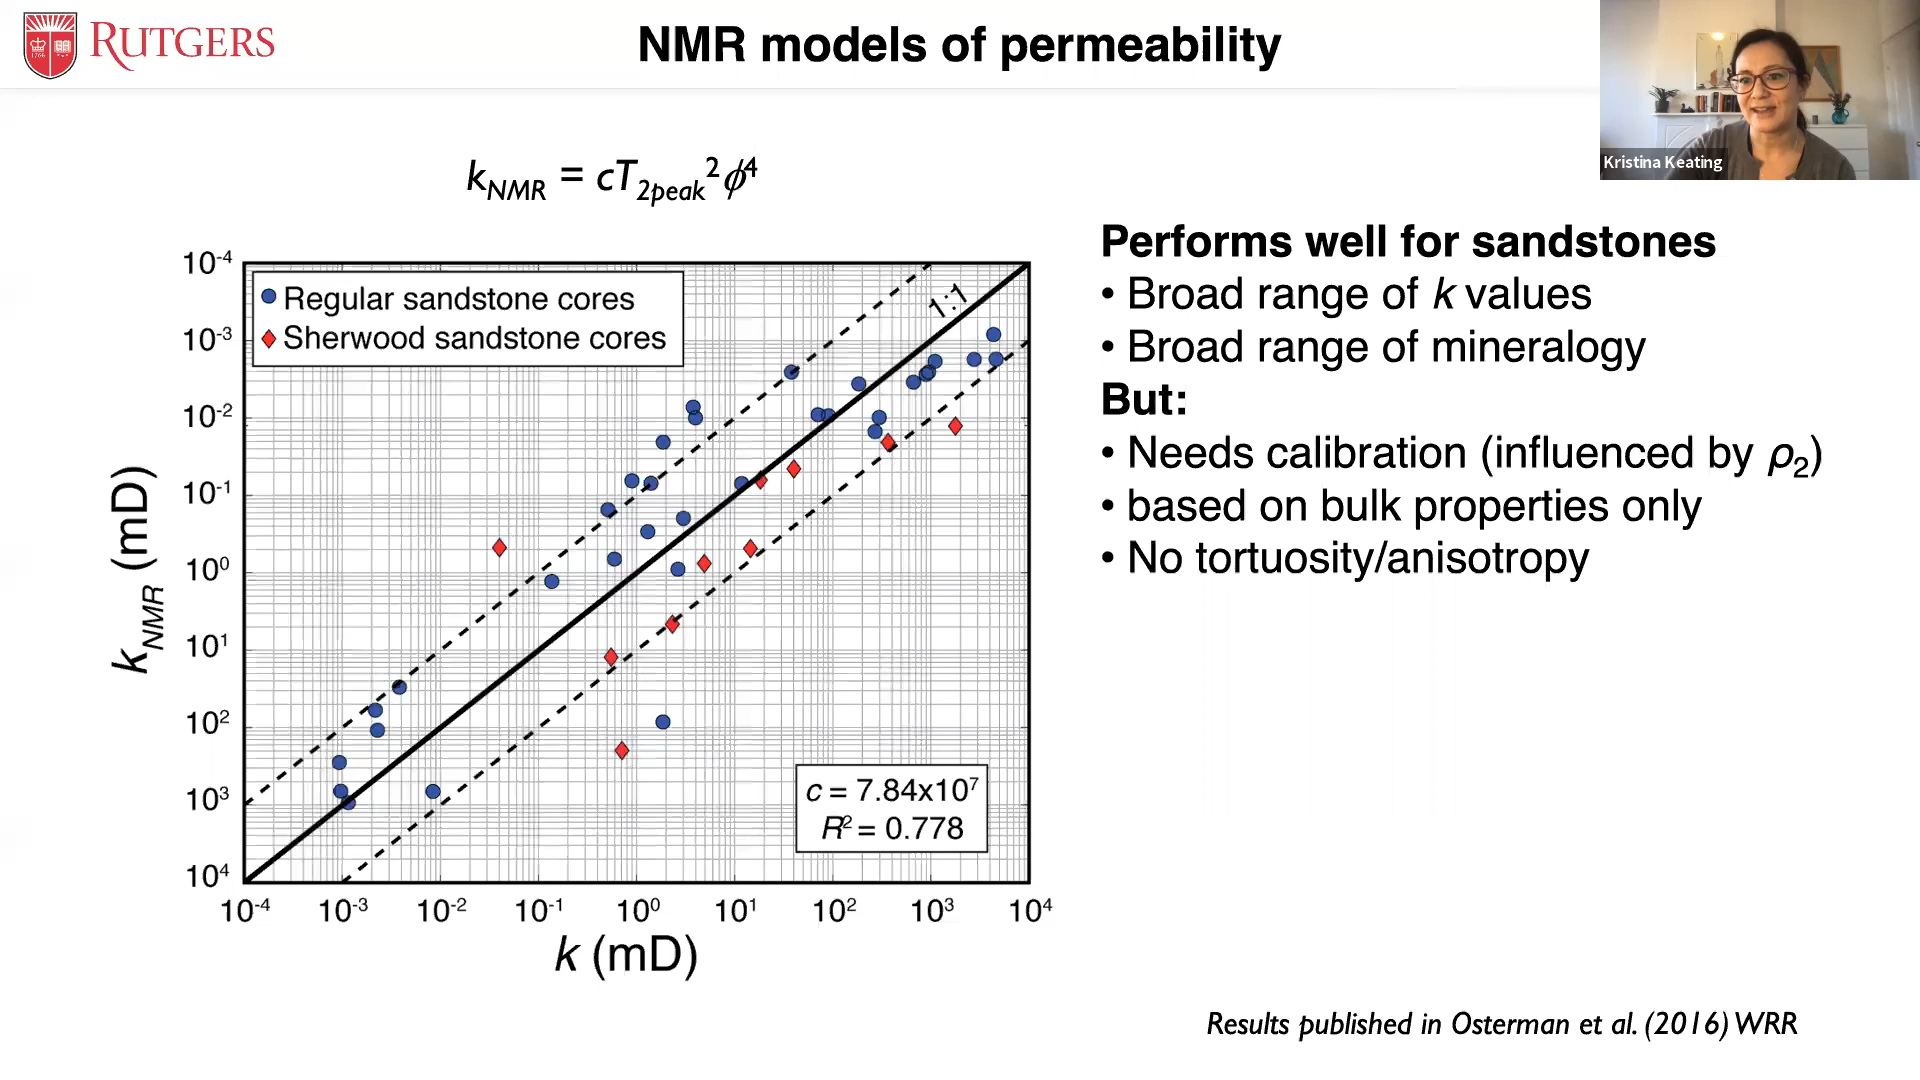 RUTGERS
NMR models of permeability
Kristina Keating
k_NMR = cT_2peak²ϕ⁴
Performs well for sandstones
• Broad range of k values
• Broad range of mineralogy
But:
• Needs calibration (influenced by ρ₂)
• based on bulk properties only
• No tortuosity/anisotropy
Regular sandstone cores
Sherwood sandstone cores
1:1
k_NMR (mD)
10⁻⁴
10⁻³
10⁻²
10⁻¹
10⁰
10¹
10²
10³
10⁴
c = 7.84x10⁷
R² = 0.778
10⁻⁴ 10⁻³ 10⁻² 10⁻¹ 10⁰ 10¹ 10² 10³ 10⁴
k (mD)
Results published in Osterman et al. (2016) WRR